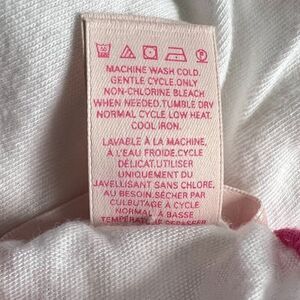 MACHINE WASH COLD.
GENTLE CYCLE.ONLY
NON-CHLORINE BLEACH
WHEN NEEDED.TUMBLE DRY
NORMAL CYCLE LOW HEAT.
COOL IRON.
LAVABLE À LA MACHINE,
À L'EAU FROIDE.CYCLE
DÉLICAT.UTILISER
UNIQUEMENT DU
JAVELLISANT SANS CHLORE,
AU BESOIN.SÉCHER PAR
CULBUTAGE À CYCLE
NORMAL À BASSE
TEMPÉRATURE.REPASSER